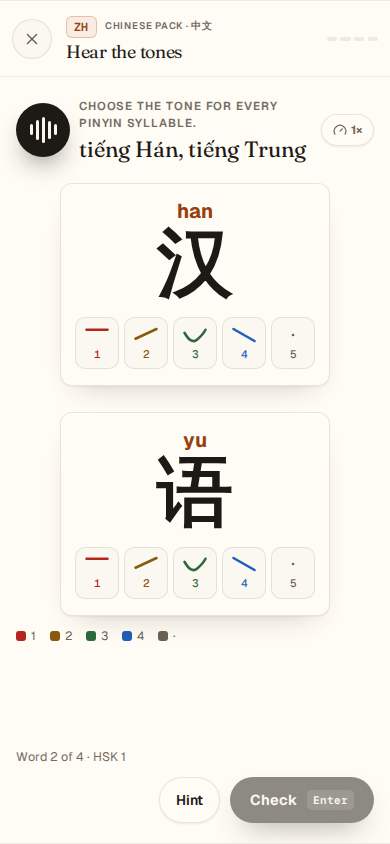 ZH CHINESE PACK · 中文
Hear the tones
CHOOSE THE TONE FOR EVERY
PINYIN SYLLABLE.
tiếng Hán, tiếng Trung
1×
han
汉
1 2 3 4 5
yu
语
1 2 3 4 5
1 2 3 4 ·
Word 2 of 4 · HSK 1
Hint Check Enter